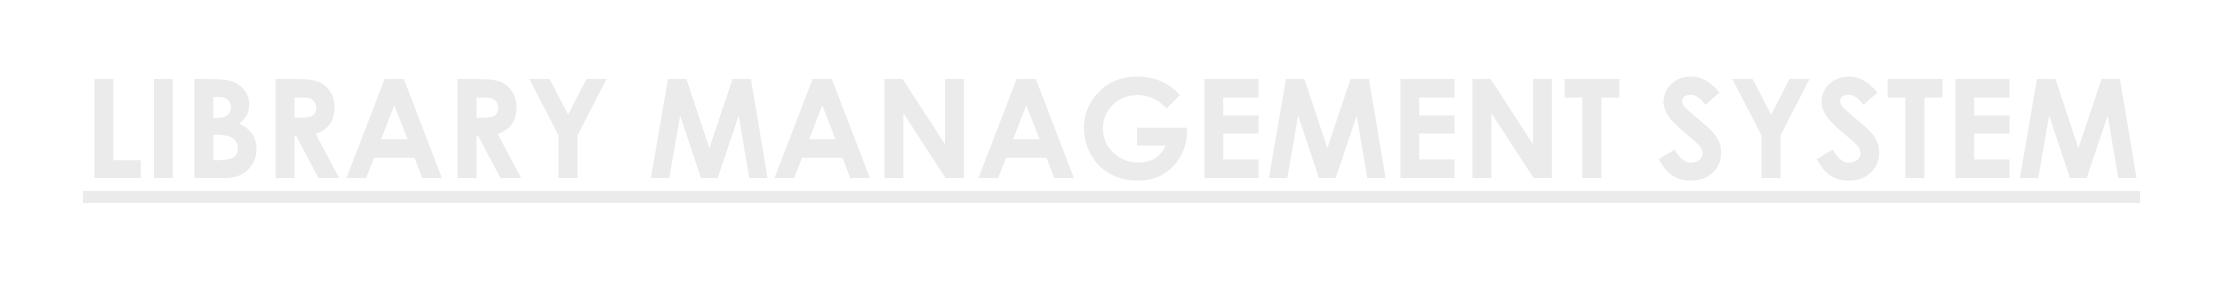 LIBRARY MANAGEMENT SYSTEM